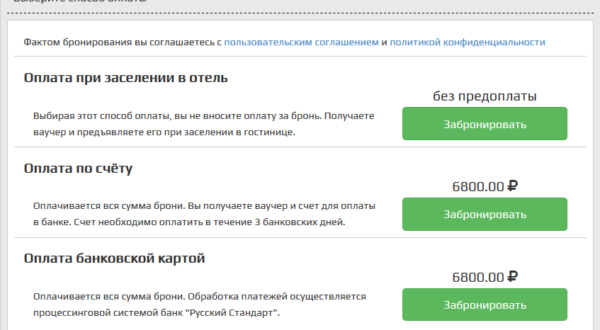 Выберите способ оплаты
Фактом бронирования вы соглашаетесь с пользовательским соглашением и политикой конфиденциальности
Оплата при заселении в отель
без предоплаты
Выбирая этот способ оплаты, вы не вносите оплату за бронь. Получаете
ваучер и предъявляете его при заселении в гостинице.
Забронировать
Оплата по счёту
6800.00 ₽
Оплачивается вся сумма брони. Вы получаете ваучер и счет для оплаты
в банке. Счет необходимо оплатить в течение 3 банковских дней.
Забронировать
Оплата банковской картой
6800.00 ₽
Оплачивается вся сумма брони. Обработка платежей осуществляется
процессинговой системой банк "Русский Стандарт".
Забронировать